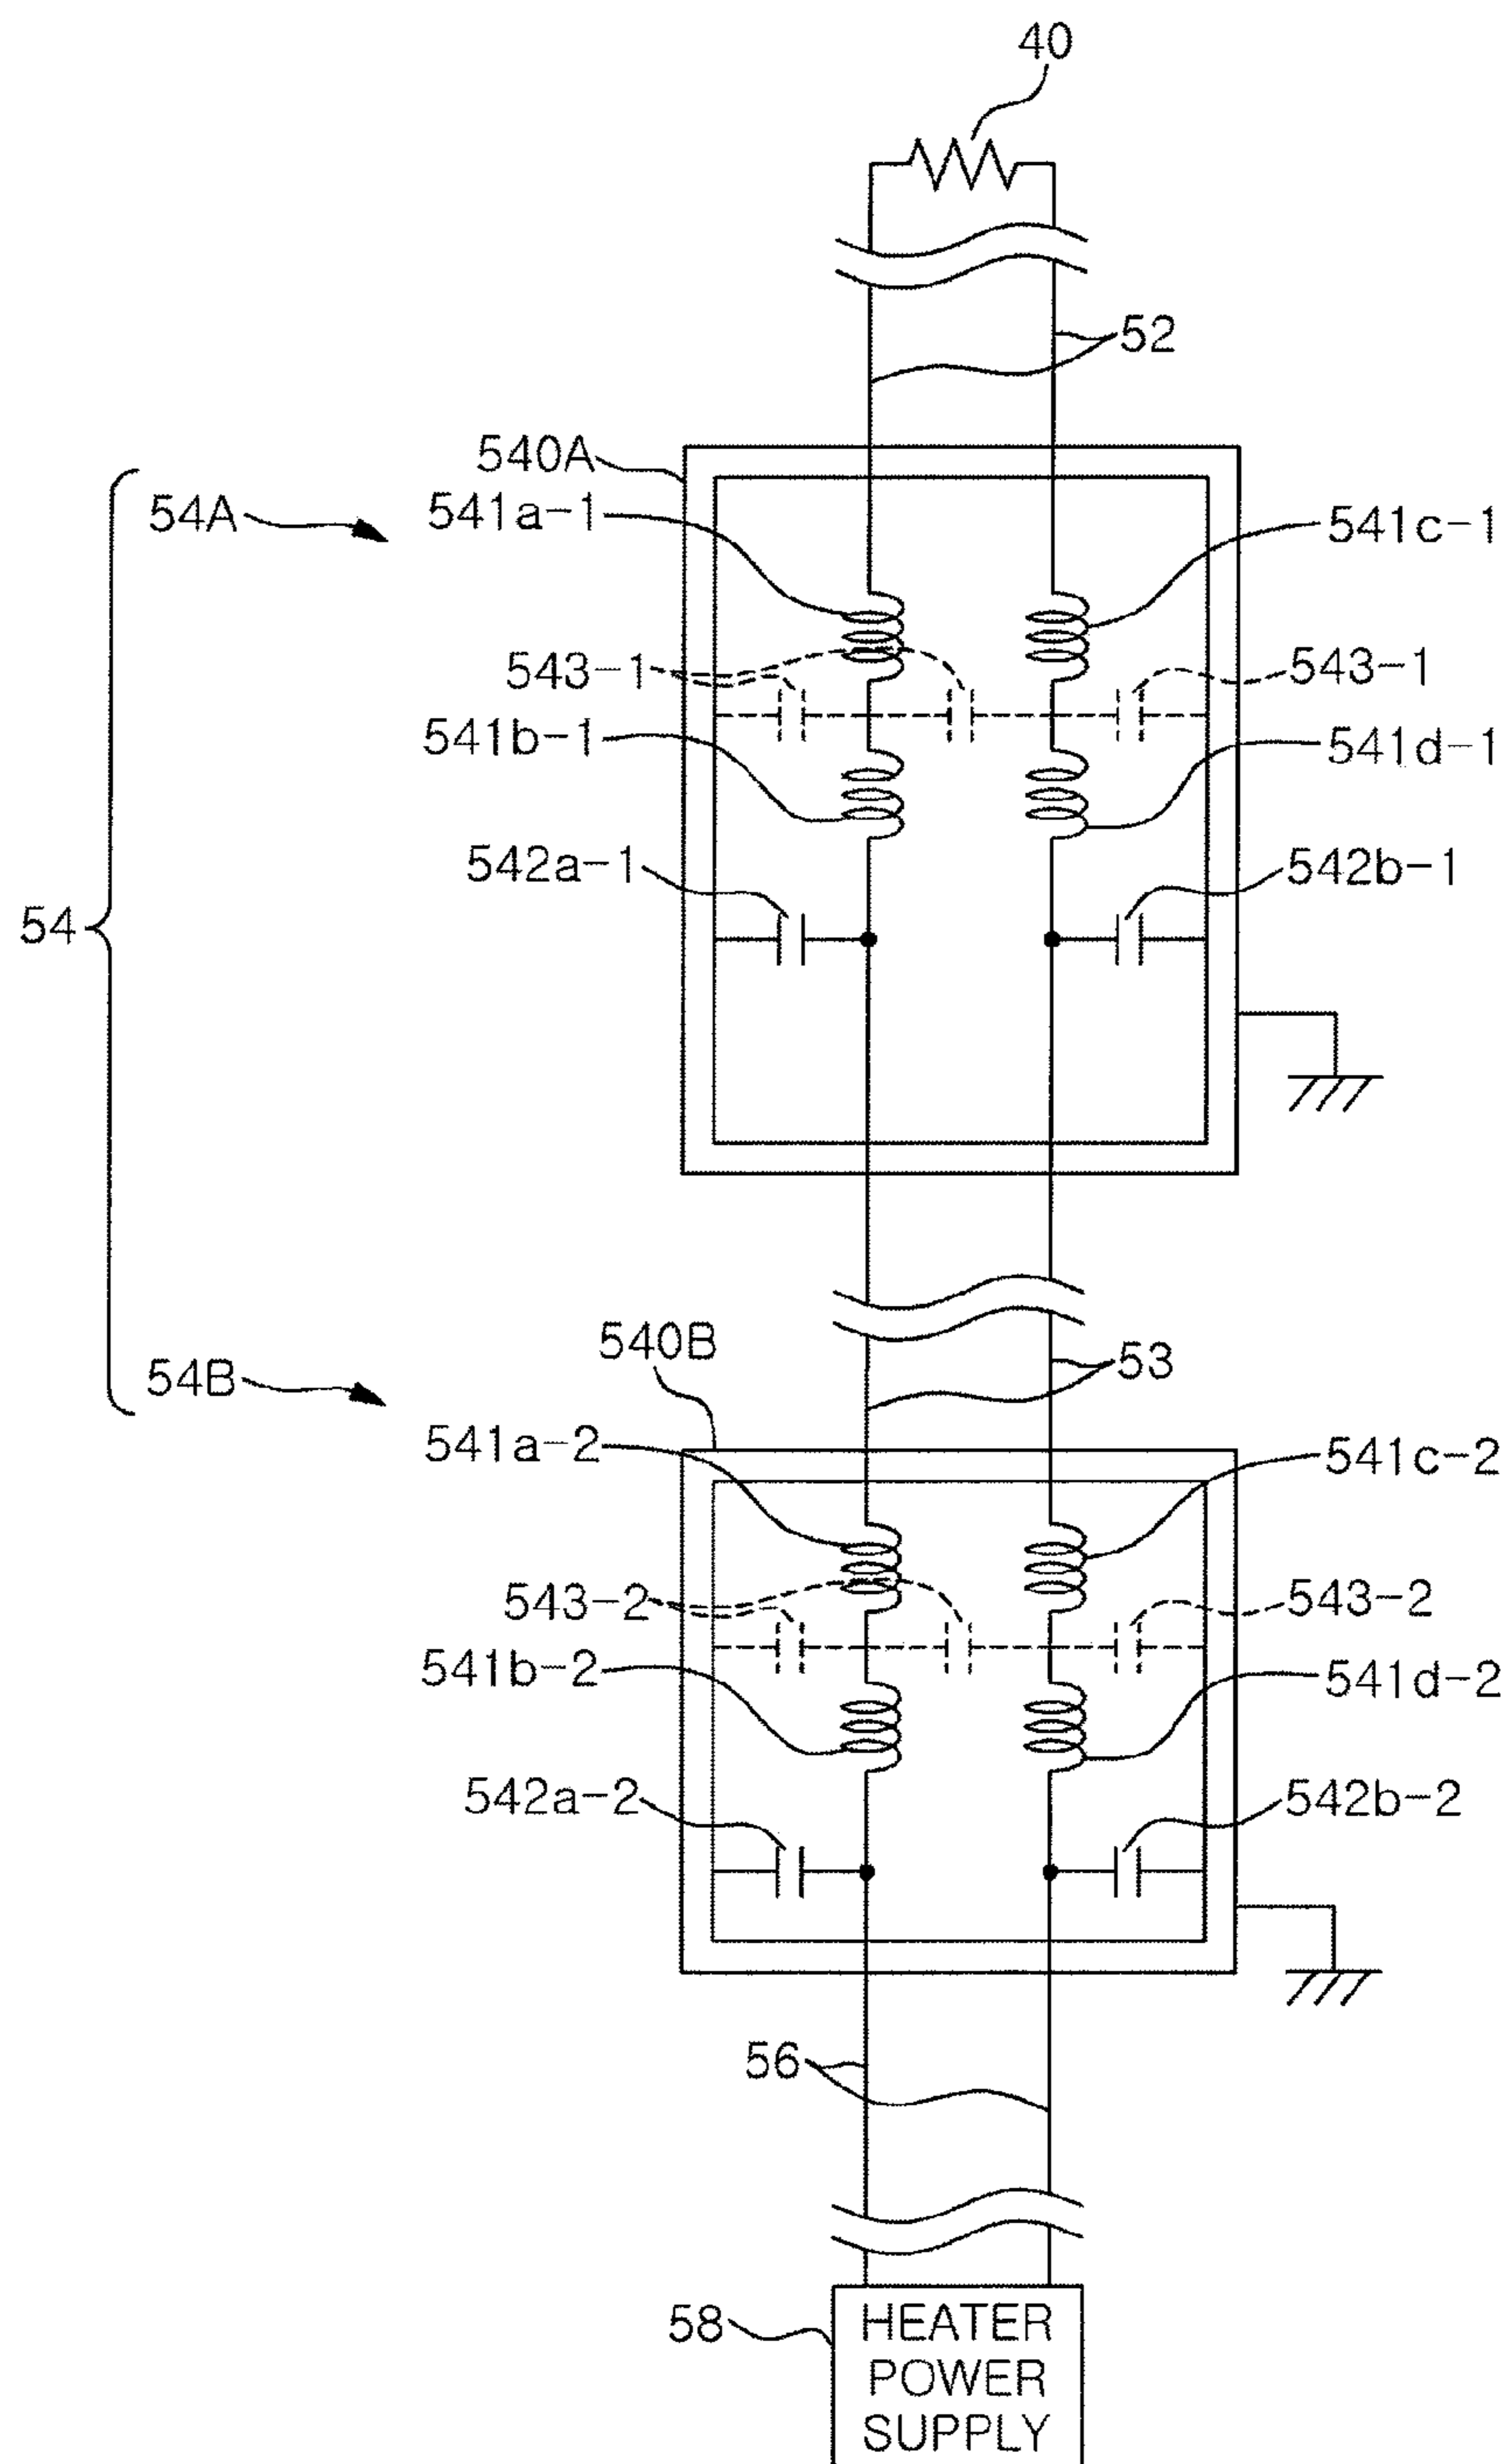 40
52
540A
54A
541a-1
541c-1
543-1
543-1
541b-1
541d-1
542a-1
542b-1
54
540B
53
54B
541a-2
541c-2
543-2
543-2
541b-2
541d-2
542a-2
542b-2
56
58
HEATER
POWER
SUPPLY